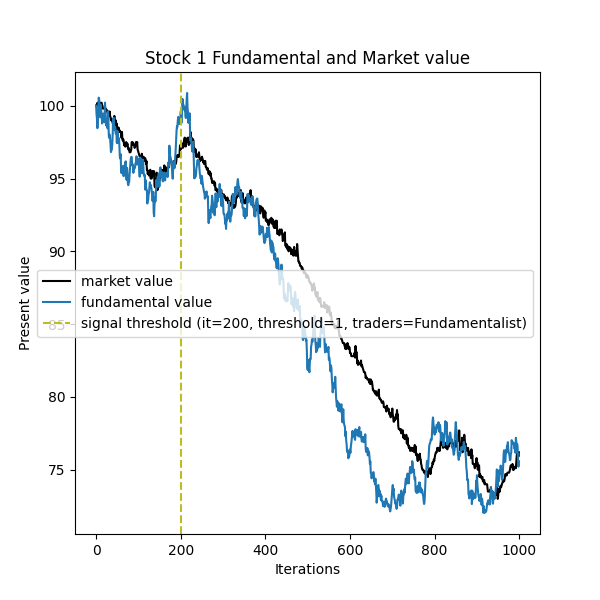 Stock 1 Fundamental and Market value
Present value
100
95
90
85
80
75
market value
fundamental value
signal threshold (it=200, threshold=1, traders=Fundamentalist)
0
200
400
600
800
1000
Iterations